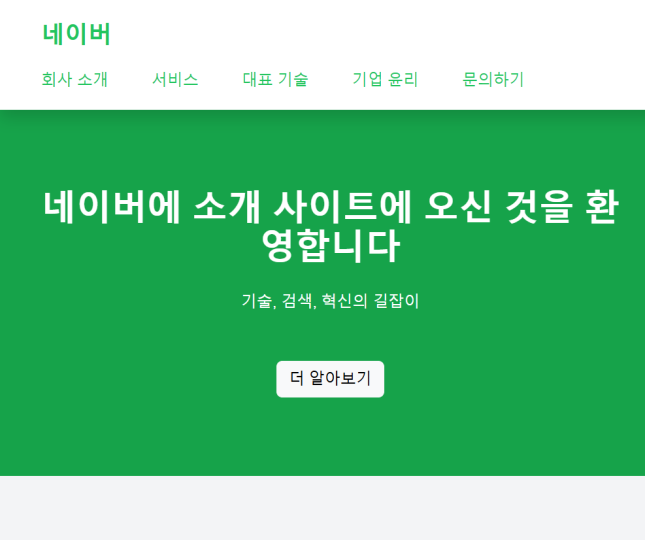 네이버
회사 소개 서비스 대표 기술 기업 윤리 문의하기
네이버에 소개 사이트에 오신 것을 환
영합니다
기술, 검색, 혁신의 길잡이
더 알아보기